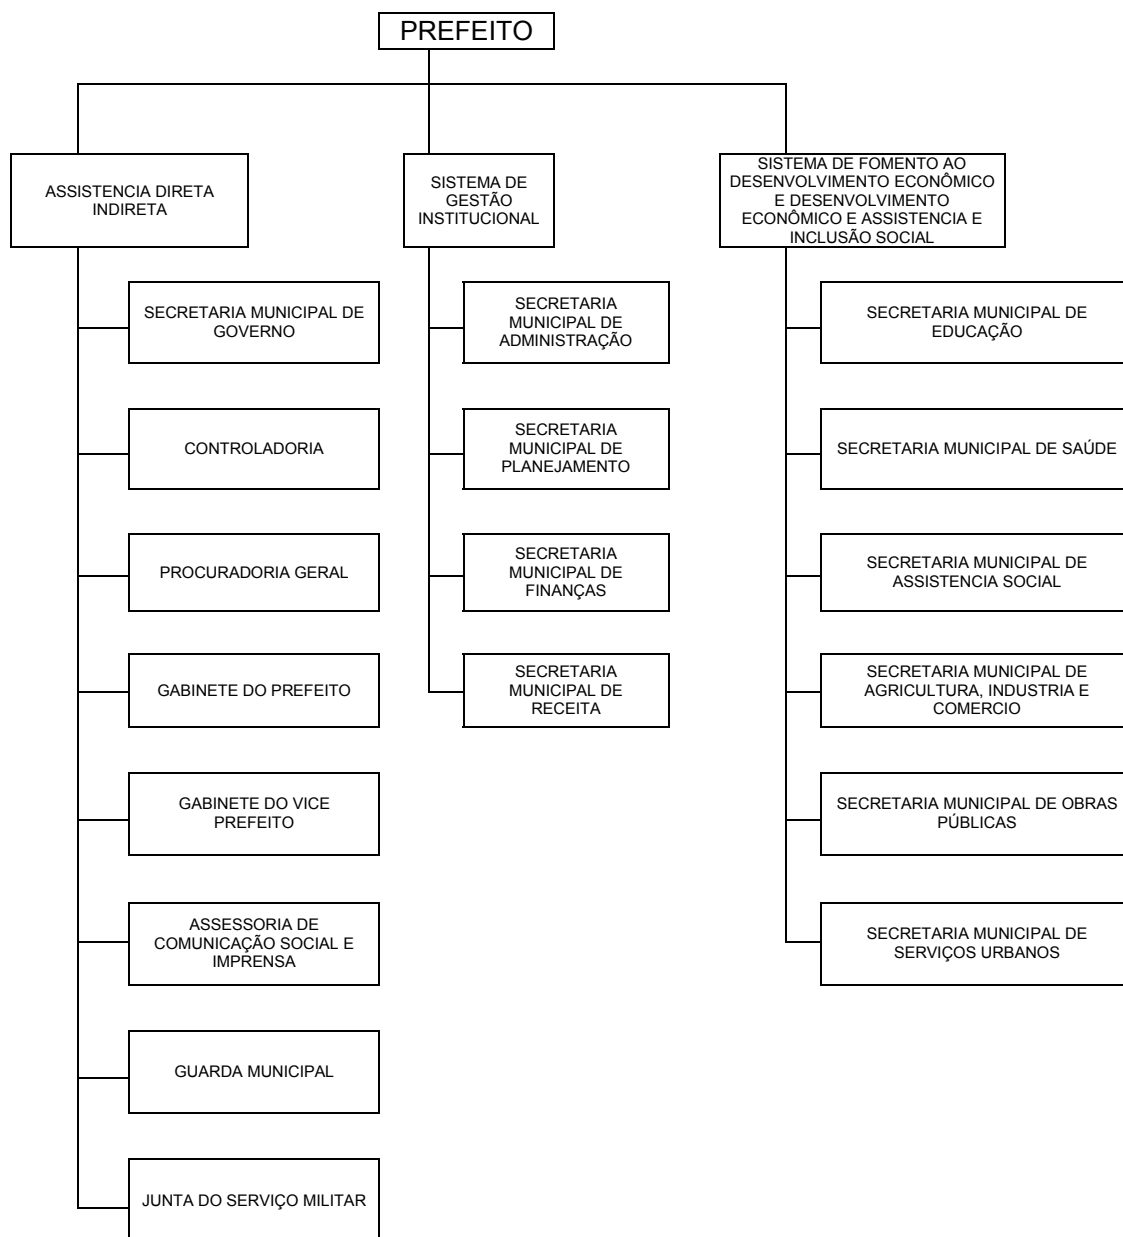 PREFEITO
ASSISTENCIA DIRETA
INDIRETA
SISTEMA DE
GESTÃO
INSTITUCIONAL
SISTEMA DE FOMENTO AO
DESENVOLVIMENTO ECONÔMICO
E DESENVOLVIMENTO
ECONÔMICO E ASSISTENCIA E
INCLUSÃO SOCIAL
SECRETARIA MUNICIPAL DE
GOVERNO
CONTROLADORIA
PROCURADORIA GERAL
GABINETE DO PREFEITO
GABINETE DO VICE
PREFEITO
ASSESSORIA DE
COMUNICAÇÃO SOCIAL E
IMPRENSA
GUARDA MUNICIPAL
JUNTA DO SERVIÇO MILITAR
SECRETARIA
MUNICIPAL DE
ADMINISTRAÇÃO
SECRETARIA
MUNICIPAL DE
PLANEJAMENTO
SECRETARIA
MUNICIPAL DE
FINANÇAS
SECRETARIA
MUNICIPAL DE
RECEITA
SECRETARIA MUNICIPAL DE
EDUCAÇÃO
SECRETARIA MUNICIPAL DE SAÚDE
SECRETARIA MUNICIPAL DE
ASSISTENCIA SOCIAL
SECRETARIA MUNICIPAL DE
AGRICULTURA, INDUSTRIA E
COMERCIO
SECRETARIA MUNICIPAL DE OBRAS
PÚBLICAS
SECRETARIA MUNICIPAL DE
SERVIÇOS URBANOS